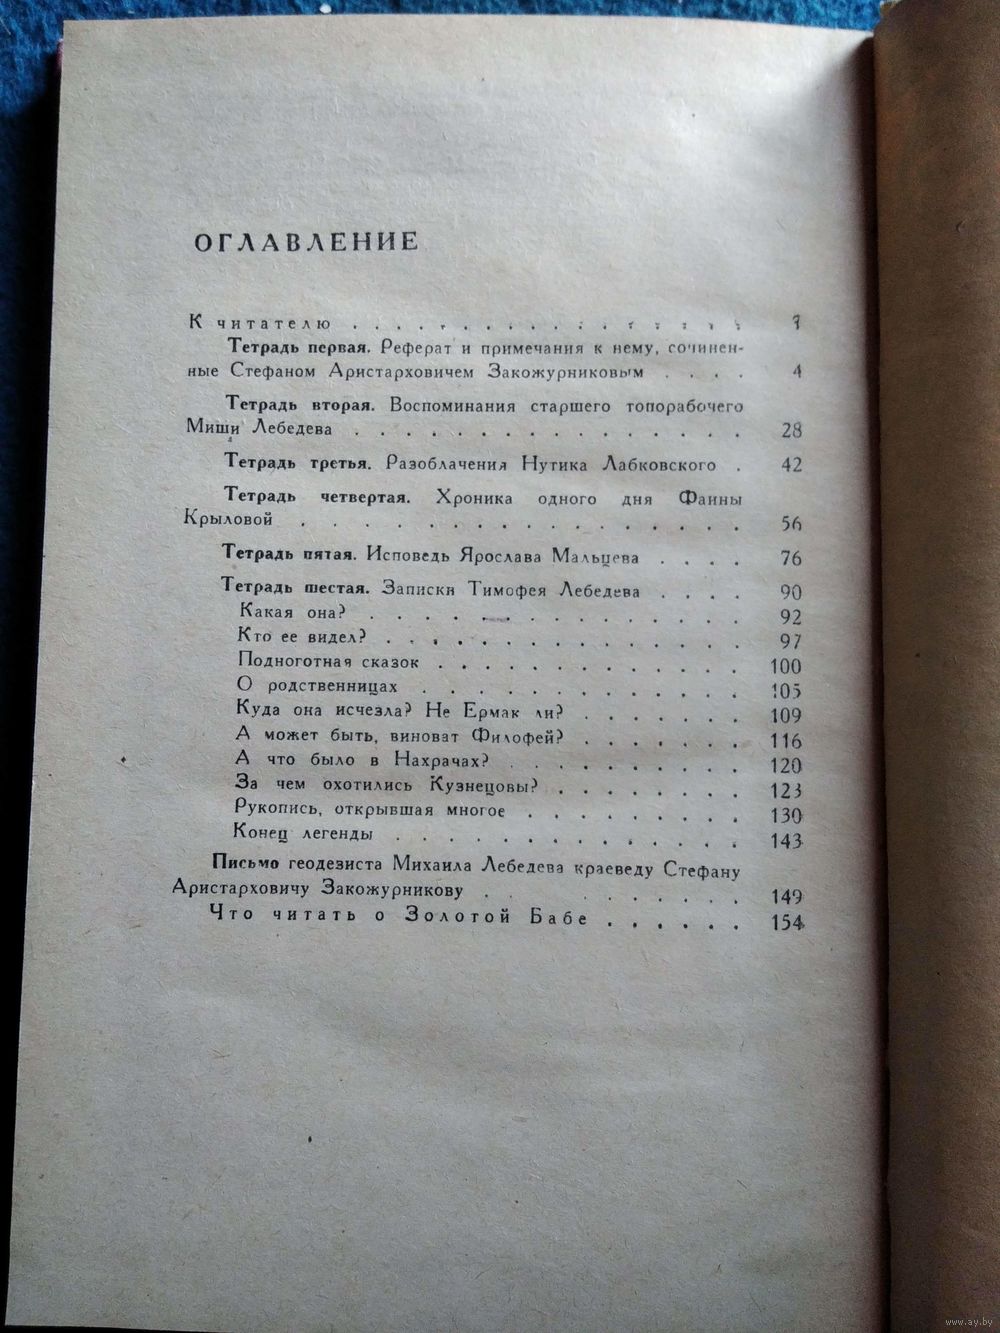 ОГЛАВЛЕНИЕ
К читателю . . . . . . . . . . . . . . . . 1
Тетрадь первая. Реферат и примечания к нему, сочинен-
ные Стефаном Аристарховичем Закожурниковым . . . . 4
Тетрадь вторая. Воспоминания старшего топорабочего
Миши Лебедева . . . . . . . . . . . . . . . 28
Тетрадь третья. Разоблачения Нутика Лабковского . 42
Тетрадь четвертая. Хроника одного дня Фаины
Крыловой . . . . . . . . . . . . . . . . . 56
Тетрадь пятая. Исповедь Ярослава Мальцева . . . . 76
Тетрадь шестая. Записки Тимофея Лебедева . . . . 90
Какая она? . . . . . . . . . . . . . . 92
Кто ее видел? . . . . . . . . . . . . . . 97
Подноготная сказок . . . . . . . . . . . . 100
О родственницах . . . . . . . . . . . . . 105
Куда она исчезла? Не Ермак ли? . . . . . . . 109
А может быть, виноват Филофей? . . . . . . . 116
А что было в Нахрачах? . . . . . . . . . . 120
За чем охотились Кузнецовы? . . . . . . . . 123
Рукопись, открывшая многое . . . . . . . . . 130
Конец легенды . . . . . . . . . . . . . 143
Письмо геодезиста Михаила Лебедева краеведу Стефану
Аристарховичу Закожурникову . . . . . . . . . 149
Что читать о Золотой Бабе . . . . . . 154
www.ay.by